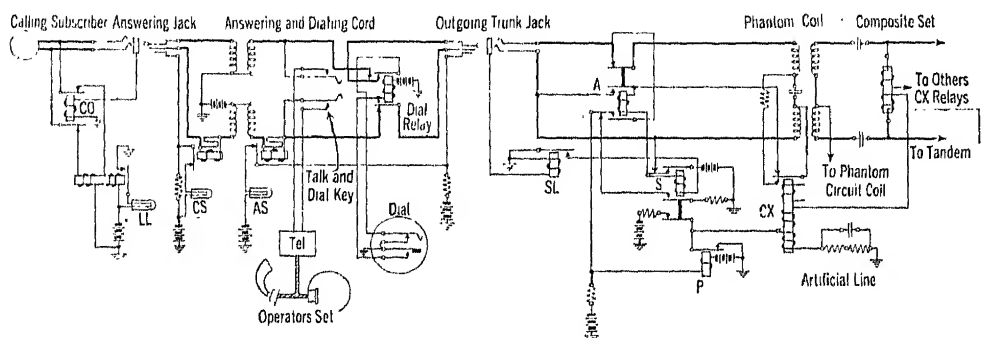 Calling Subscriber Answering Jack
Answering and Dialing Cord
Outgoing Trunk Jack
Phantom Coil
Composite Set
CO
LL
CS
AS
Talk and
Dial Key
Dial
Relay
Dial
Tel
Operators Set
A
SL
S
P
CX
To Others
CX Relays
To Tandem
To Phantom
Circuit Coil
Artificial Line